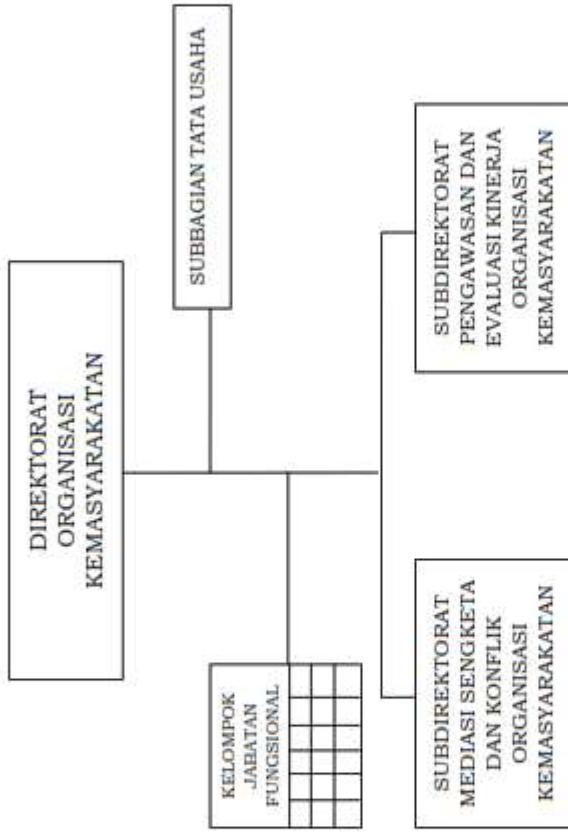 DIREKTORAT
ORGANISASI
KEMASYARAKATAN
SUBBAGIAN TATA USAHA
KELOMPOK
JABATAN
FUNGSIONAL
SUBDIREKTORAT
MEDIASI SENGKETA
DAN KONFLIK
ORGANISASI
KEMASYARAKATAN
SUBDIREKTORAT
PENGAWASAN DAN
EVALUASI KINERJA
ORGANISASI
KEMASYARAKATAN